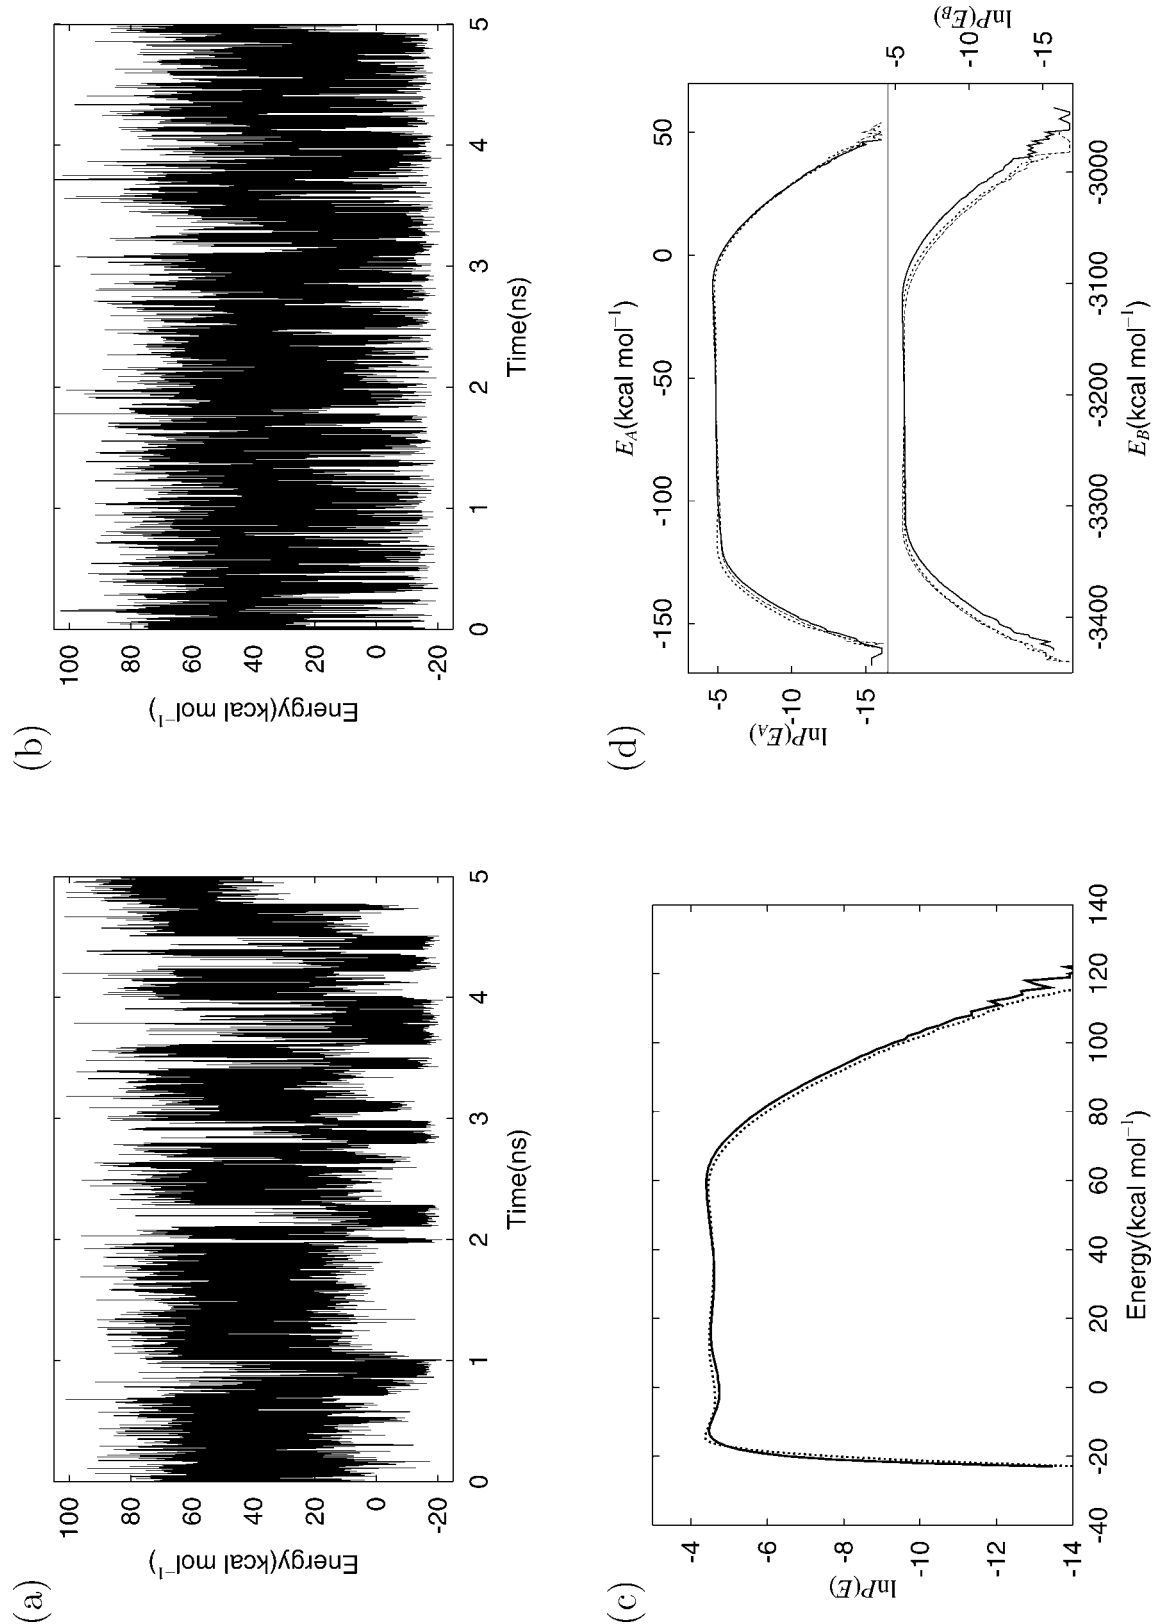 (a)
100
80
60
40
20
0
-20
Energy(kcal mol⁻¹)
0 1 2 3 4 5
Time(ns)
(b)
100
80
60
40
20
0
-20
Energy(kcal mol⁻¹)
0 1 2 3 4 5
Time(ns)
(c)
-4
-6
-8
-10
-12
-14
lnP(E)
-40 -20 0 20 40 60 80 100 120 140
Energy(kcal mol⁻¹)
(d)
E_A(kcal mol⁻¹)
-150 -100 -50 0 50
-5
-10
-15
lnP(E_A)
-5
-10
-15
lnP(E_B)
-3400 -3300 -3200 -3100 -3000
E_B(kcal mol⁻¹)